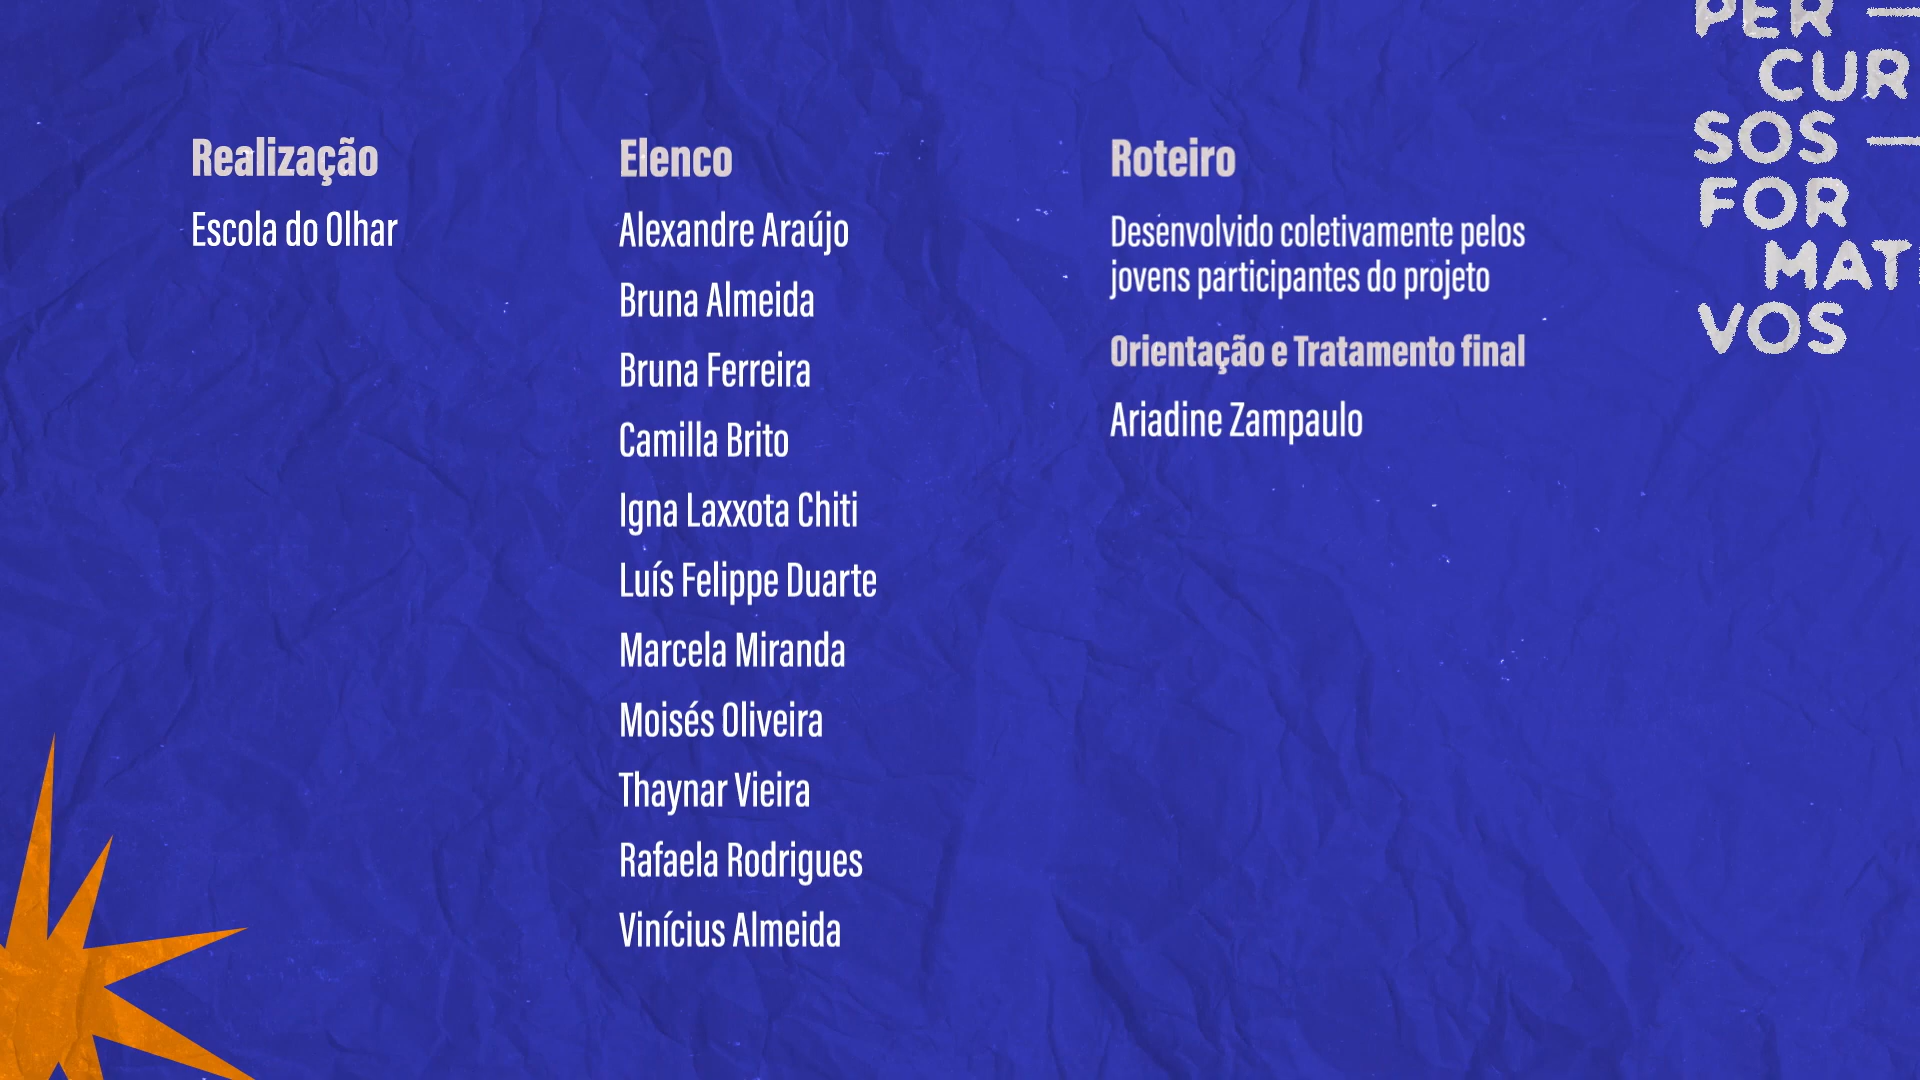 Realização
Escola do Olhar
Elenco
Alexandre Araújo
Bruna Almeida
Bruna Ferreira
Camilla Brito
Igna Laxxota Chiti
Luís Felippe Duarte
Marcela Miranda
Moisés Oliveira
Thaynar Vieira
Rafaela Rodrigues
Vinícius Almeida
Roteiro
Desenvolvido coletivamente pelos
jovens participantes do projeto
Orientação e Tratamento final
Ariadine Zampaulo
PER —
CUR
SOS —
FOR
MATI
VOS